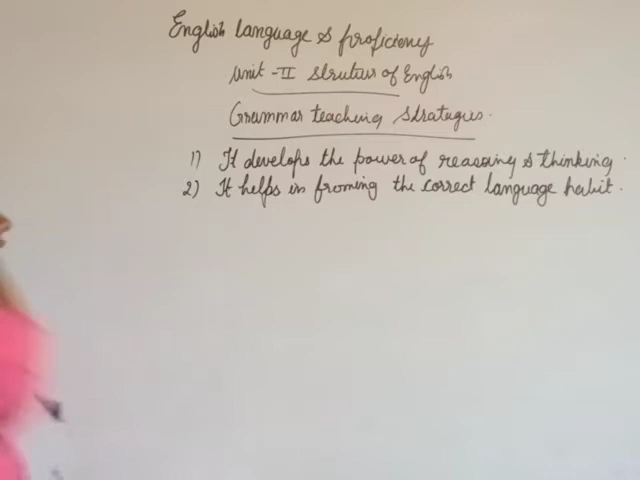 English language & proficiency
Unit - II Struture of English
Grammar teaching Strategies.
1) It develops the power of reasoning & thinking.
2) It helps in froming the correct language habit.